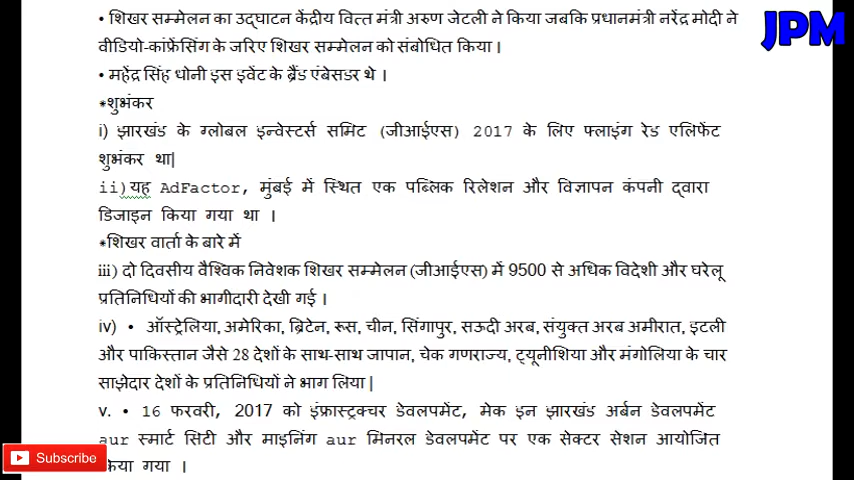 • शिखर सम्मेलन का उद्घाटन केंद्रीय वित्त मंत्री अरुण जेटली ने किया जबकि प्रधानमंत्री नरेंद्र मोदी ने
वीडियो-कांफ्रेंसिंग के जरिए शिखर सम्मेलन को संबोधित किया।
• महेंद्र सिंह धोनी इस इवेंट के ब्रैंड एंबेसडर थे ।
*शुभंकर
i) झारखंड के ग्लोबल इन्वेस्टर्स समिट (जीआईएस) 2017 के लिए फ्लाइंग रेड एलिफेंट
शुभंकर था|
ii)यह AdFactor, मुंबई में स्थित एक पब्लिक रिलेशन और विज्ञापन कंपनी द्वारा
डिजाइन किया गया था ।
*शिखर वार्ता के बारे में
iii) दो दिवसीय वैश्विक निवेशक शिखर सम्मेलन (जीआईएस) में 9500 से अधिक विदेशी और घरेलू
प्रतिनिधियों की भागीदारी देखी गई ।
iv) • ऑस्ट्रेलिया, अमेरिका, ब्रिटेन, रूस, चीन, सिंगापुर, सऊदी अरब, संयुक्त अरब अमीरात, इटली
और पाकिस्तान जैसे 28 देशों के साथ-साथ जापान, चेक गणराज्य, ट्यूनीशिया और मंगोलिया के चार
साझेदार देशों के प्रतिनिधियों ने भाग लिया |
v. • 16 फरवरी, 2017 को इंफ्रास्ट्रक्चर डेवलपमेंट, मेक इन झारखंड अर्बन डेवलपमेंट
aur स्मार्ट सिटी और माइनिंग aur मिनरल डेवलपमेंट पर एक सेक्टर सेशन आयोजित
किया गया ।
JPM
Subscribe